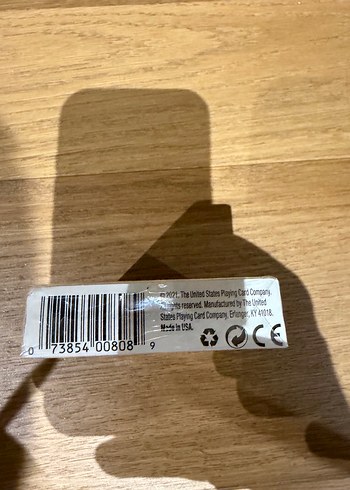 © 2021. The United States Playing Card Company.
All rights reserved. Manufactured by The United
States Playing Card Company, Erlanger, KY 41018.
Made in USA.
0 73854 00808 9
CE